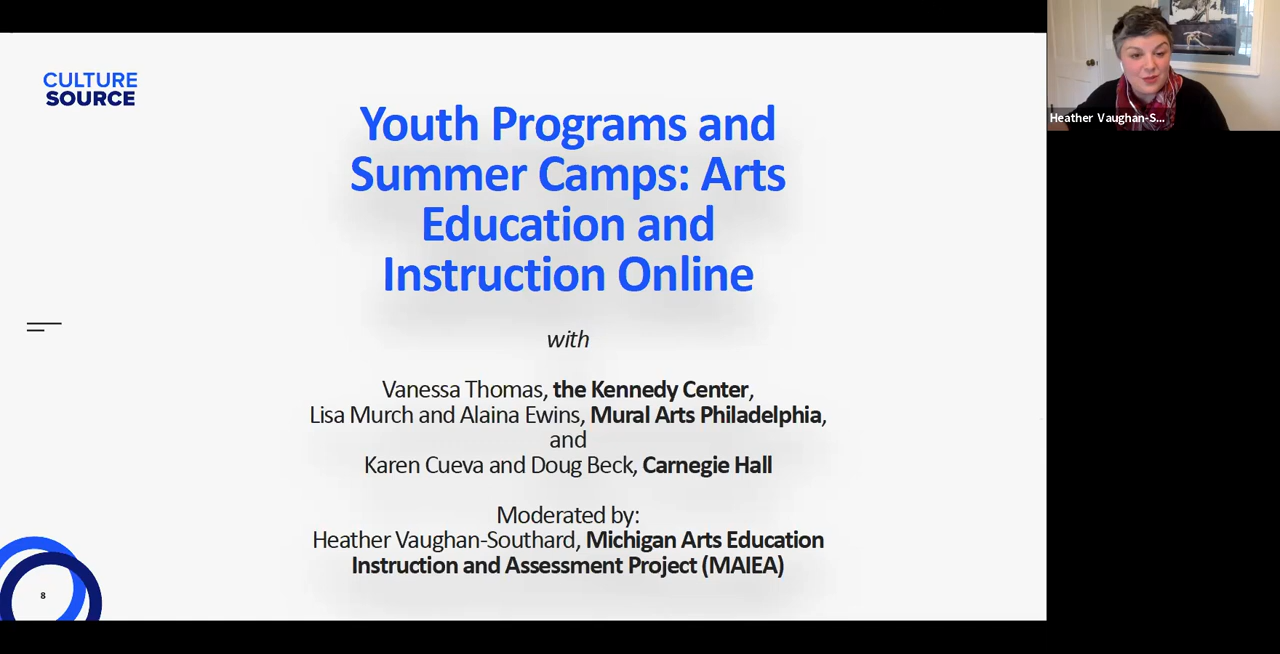 CULTURE
SOURCE
Youth Programs and
Summer Camps: Arts
Education and
Instruction Online
with
Vanessa Thomas, the Kennedy Center,
Lisa Murch and Alaina Ewins, Mural Arts Philadelphia,
and
Karen Cueva and Doug Beck, Carnegie Hall
Moderated by:
Heather Vaughan-Southard, Michigan Arts Education
Instruction and Assessment Project (MAIEA)
8
Heather Vaughan-S...